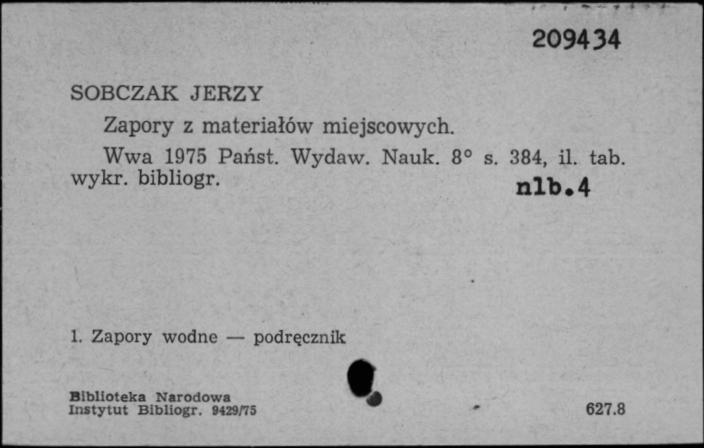 209434
SOBCZAK JERZY
Zapory z materiałów miejscowych.
Wwa 1975 Państ. Wydaw. Nauk. 8° s. 384, il. tab.
wykr. bibliogr.
nlb.4
1. Zapory wodne — podręcznik
Biblioteka Narodowa
Instytut Bibliogr. 9429/75
627.8